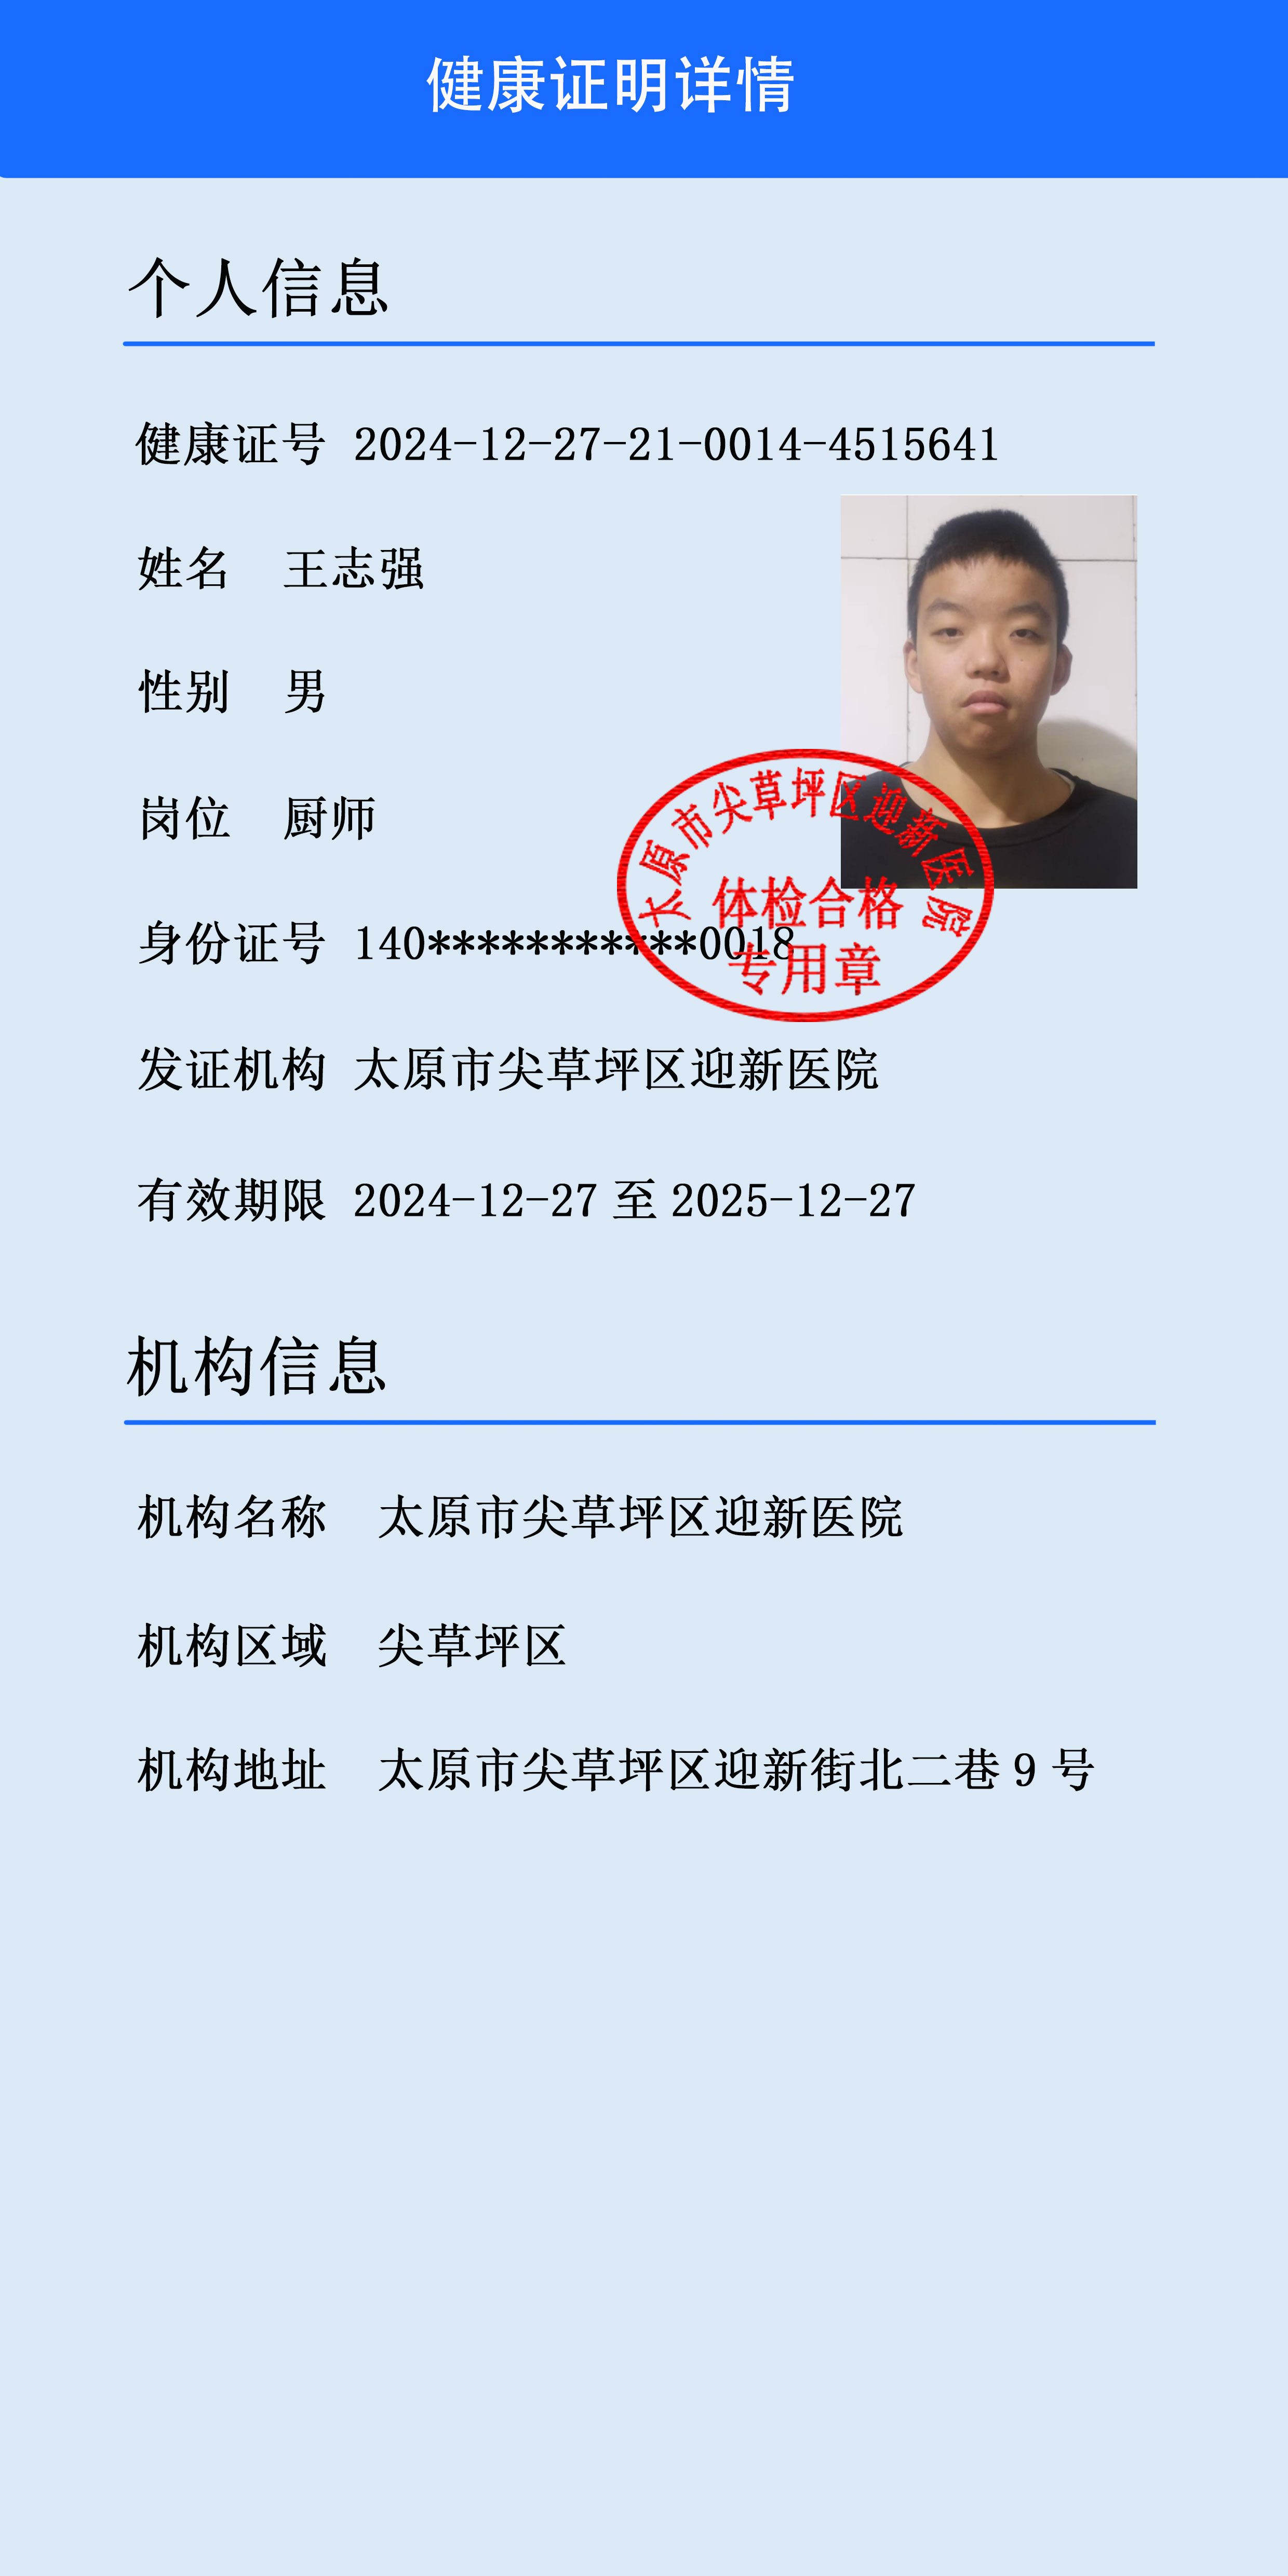 健康证明详情
个人信息
健康证号 2024-12-27-21-0014-4515641
姓名 王志强
性别 男
岗位 厨师
太原市尖草坪区迎新医院
体检合格
身份证号 140***********0018
专用章
发证机构 太原市尖草坪区迎新医院
有效期限 2024-12-27 至 2025-12-27
机构信息
机构名称 太原市尖草坪区迎新医院
机构区域 尖草坪区
机构地址 太原市尖草坪区迎新街北二巷 9 号